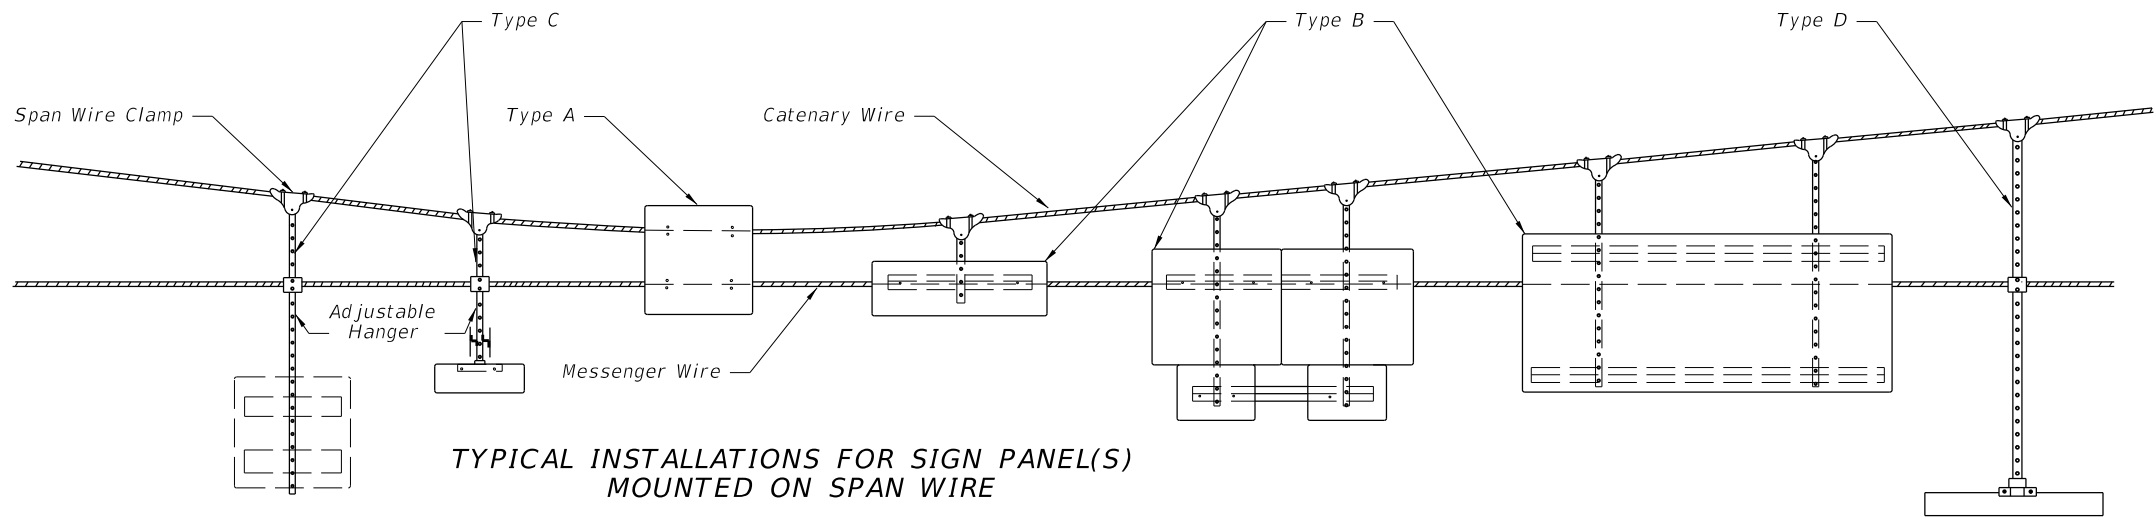 Type C
Type B
Type D
Span Wire Clamp
Type A
Catenary Wire
Adjustable
Hanger
Messenger Wire
TYPICAL INSTALLATIONS FOR SIGN PANEL(S)
MOUNTED ON SPAN WIRE